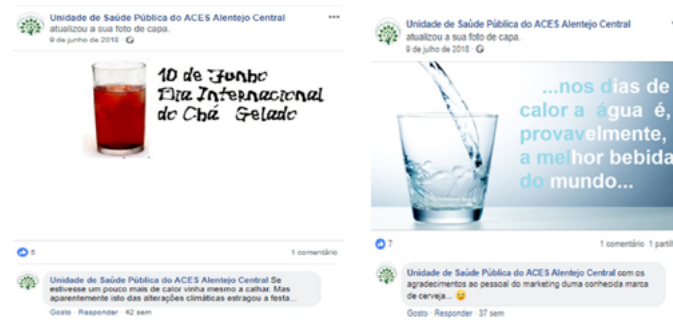 Unidade de Saúde Pública do ACES Alentejo Central
atualizou a sua foto de capa.
9 de junho de 2018
10 de Junho
Dia Internacional
do Chá Gelado
5
1 comentário
Unidade de Saúde Pública do ACES Alentejo Central Se
estivesse um pouco mais de calor vinha mesmo a calhar. Mas
aparentemente isto das alterações climáticas estragou a festa...
Gosto · Responder · 42 sem
Unidade de Saúde Pública do ACES Alentejo Central
atualizou a sua foto de capa.
9 de julho de 2018
...nos dias de
calor a água é,
provavelmente,
a melhor bebida
do mundo...
7
1 comentário 1 partil
Unidade de Saúde Pública do ACES Alentejo Central com os
agradecimentos ao pessoal do marketing duma conhecida marca
de cerveja... 😀
Gosto · Responder · 37 sem